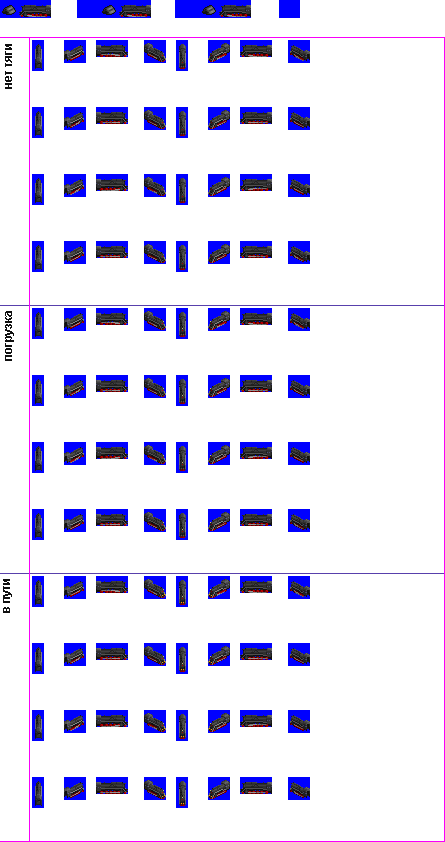 нет тяги
погрузка
в пути